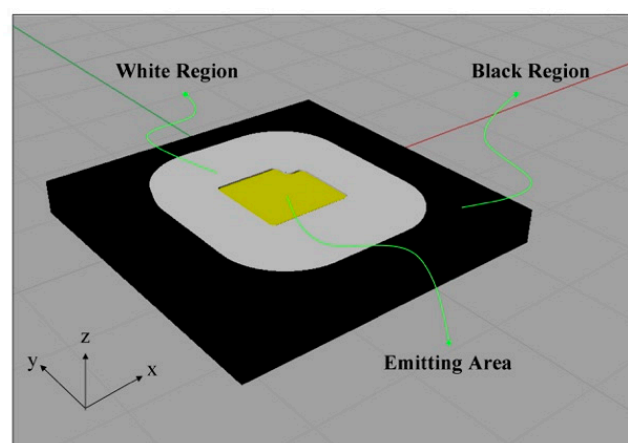 White Region
Black Region
z
y
x
Emitting Area